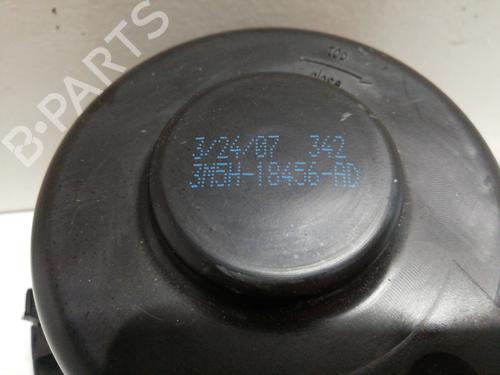 B-PARTS
top
close
3/24/07 342
3M5H-18456-AD